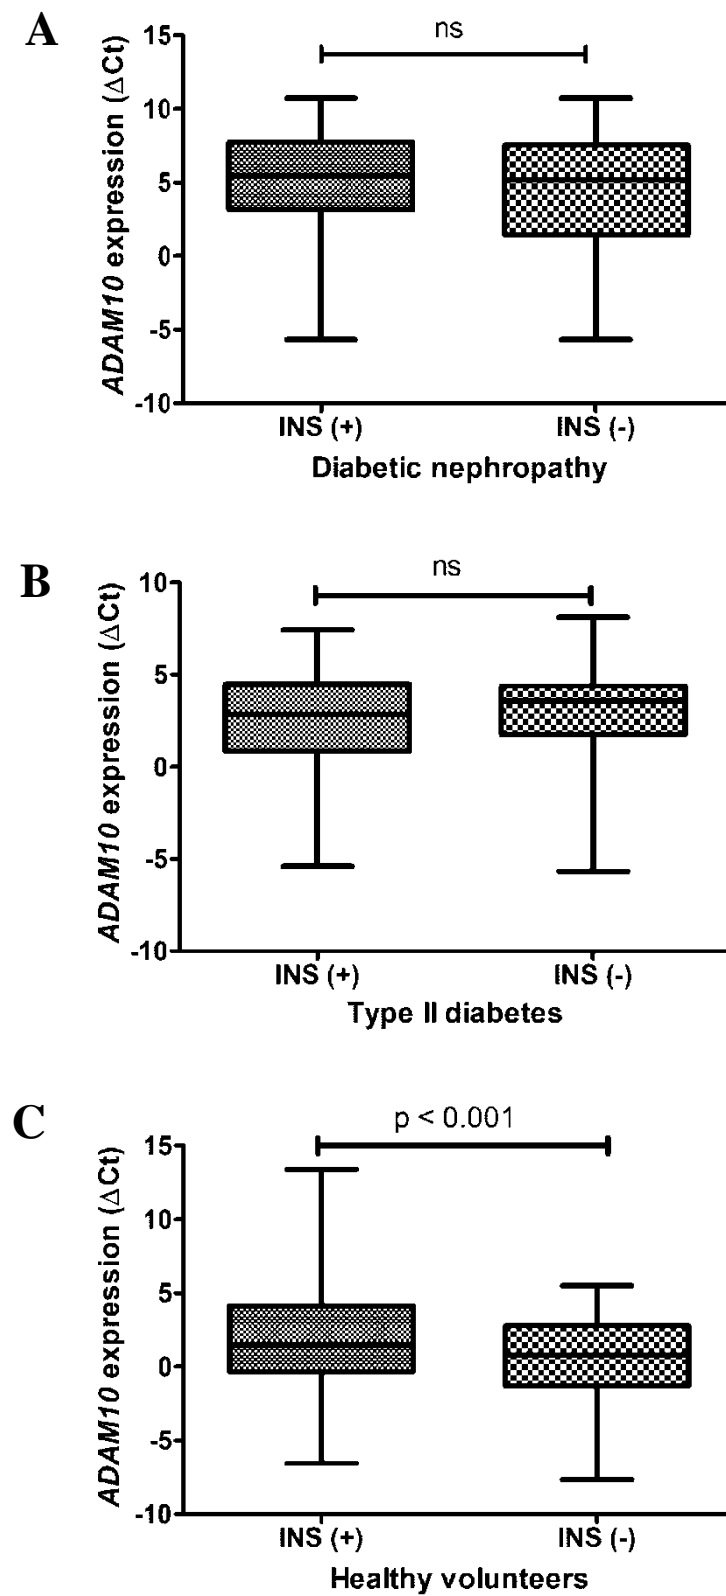 A
ns
ADAM10 expression (ΔCt)
15
10
5
0
-5
-10
INS (+) INS (-)
Diabetic nephropathy
B
ns
ADAM10 expression (ΔCt)
10
5
0
-5
-10
INS (+) INS (-)
Type II diabetes
C
p < 0.001
ADAM10 expression (ΔCt)
15
10
5
0
-5
-10
INS (+) INS (-)
Healthy volunteers